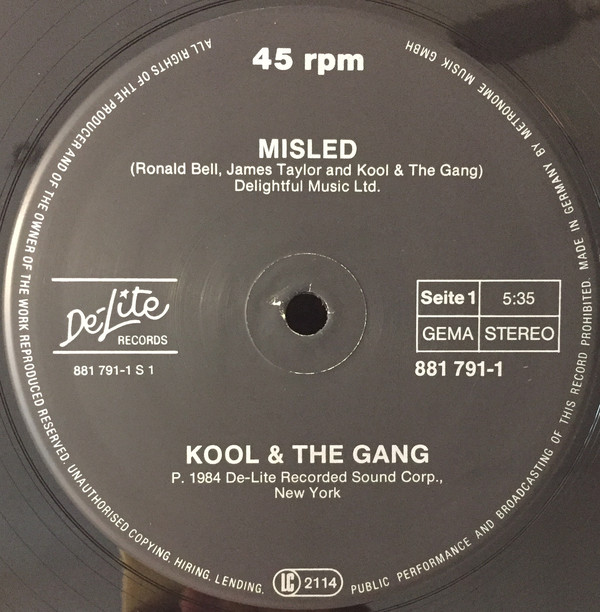 45 rpm
MISLED
(Ronald Bell, James Taylor and Kool & The Gang)
Delightful Music Ltd.
De-Lite
RECORDS
881 791-1 S 1
Seite 1
5:35
GEMA
STEREO
881 791-1
KOOL & THE GANG
P. 1984 De-Lite Recorded Sound Corp.,
New York
LC 2114
ALL RIGHTS OF THE PRODUCER AND OF THE OWNER OF THE WORK REPRODUCED RESERVED. UNAUTHORISED COPYING. HIRING. LENDING. PUBLIC PERFORMANCE AND BROADCASTING OF THIS RECORD PROHIBITED. MADE IN GERMANY BY METRONOME MUSIK GMBH